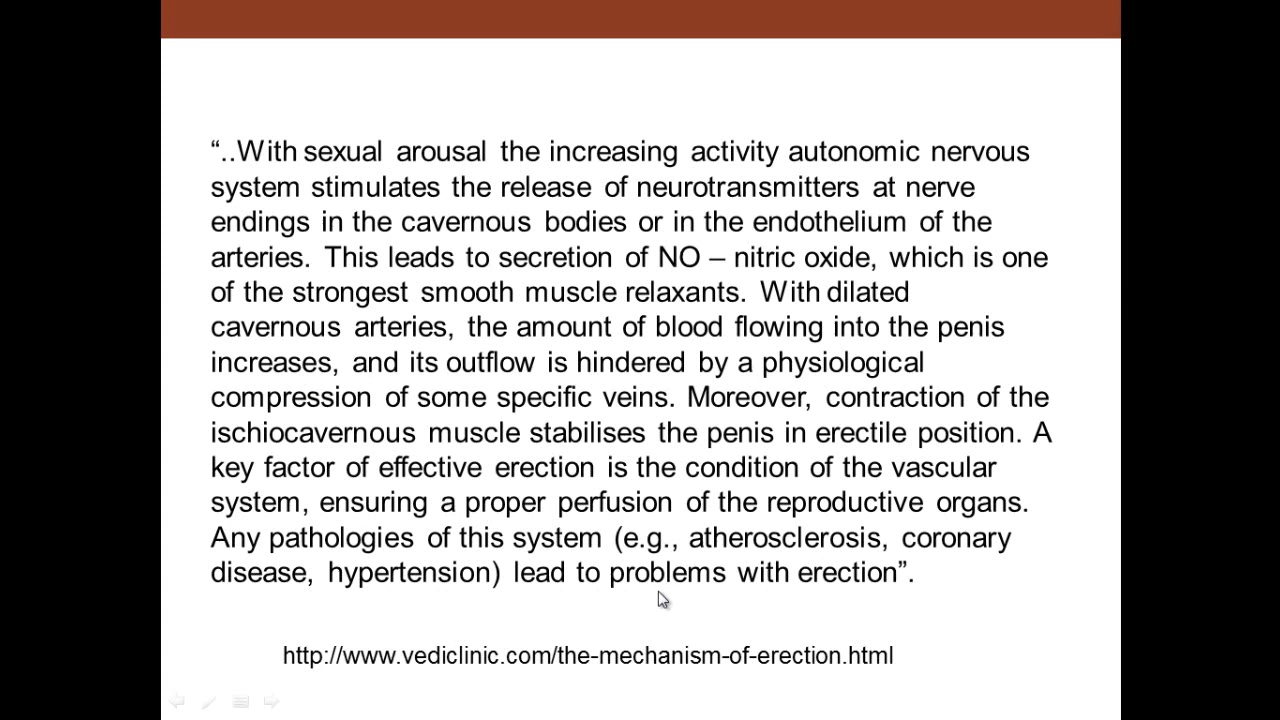 “..With sexual arousal the increasing activity autonomic nervous
system stimulates the release of neurotransmitters at nerve
endings in the cavernous bodies or in the endothelium of the
arteries. This leads to secretion of NO – nitric oxide, which is one
of the strongest smooth muscle relaxants. With dilated
cavernous arteries, the amount of blood flowing into the penis
increases, and its outflow is hindered by a physiological
compression of some specific veins. Moreover, contraction of the
ischiocavernous muscle stabilises the penis in erectile position. A
key factor of effective erection is the condition of the vascular
system, ensuring a proper perfusion of the reproductive organs.
Any pathologies of this system (e.g., atherosclerosis, coronary
disease, hypertension) lead to problems with erection”.
http://www.vediclinic.com/the-mechanism-of-erection.html